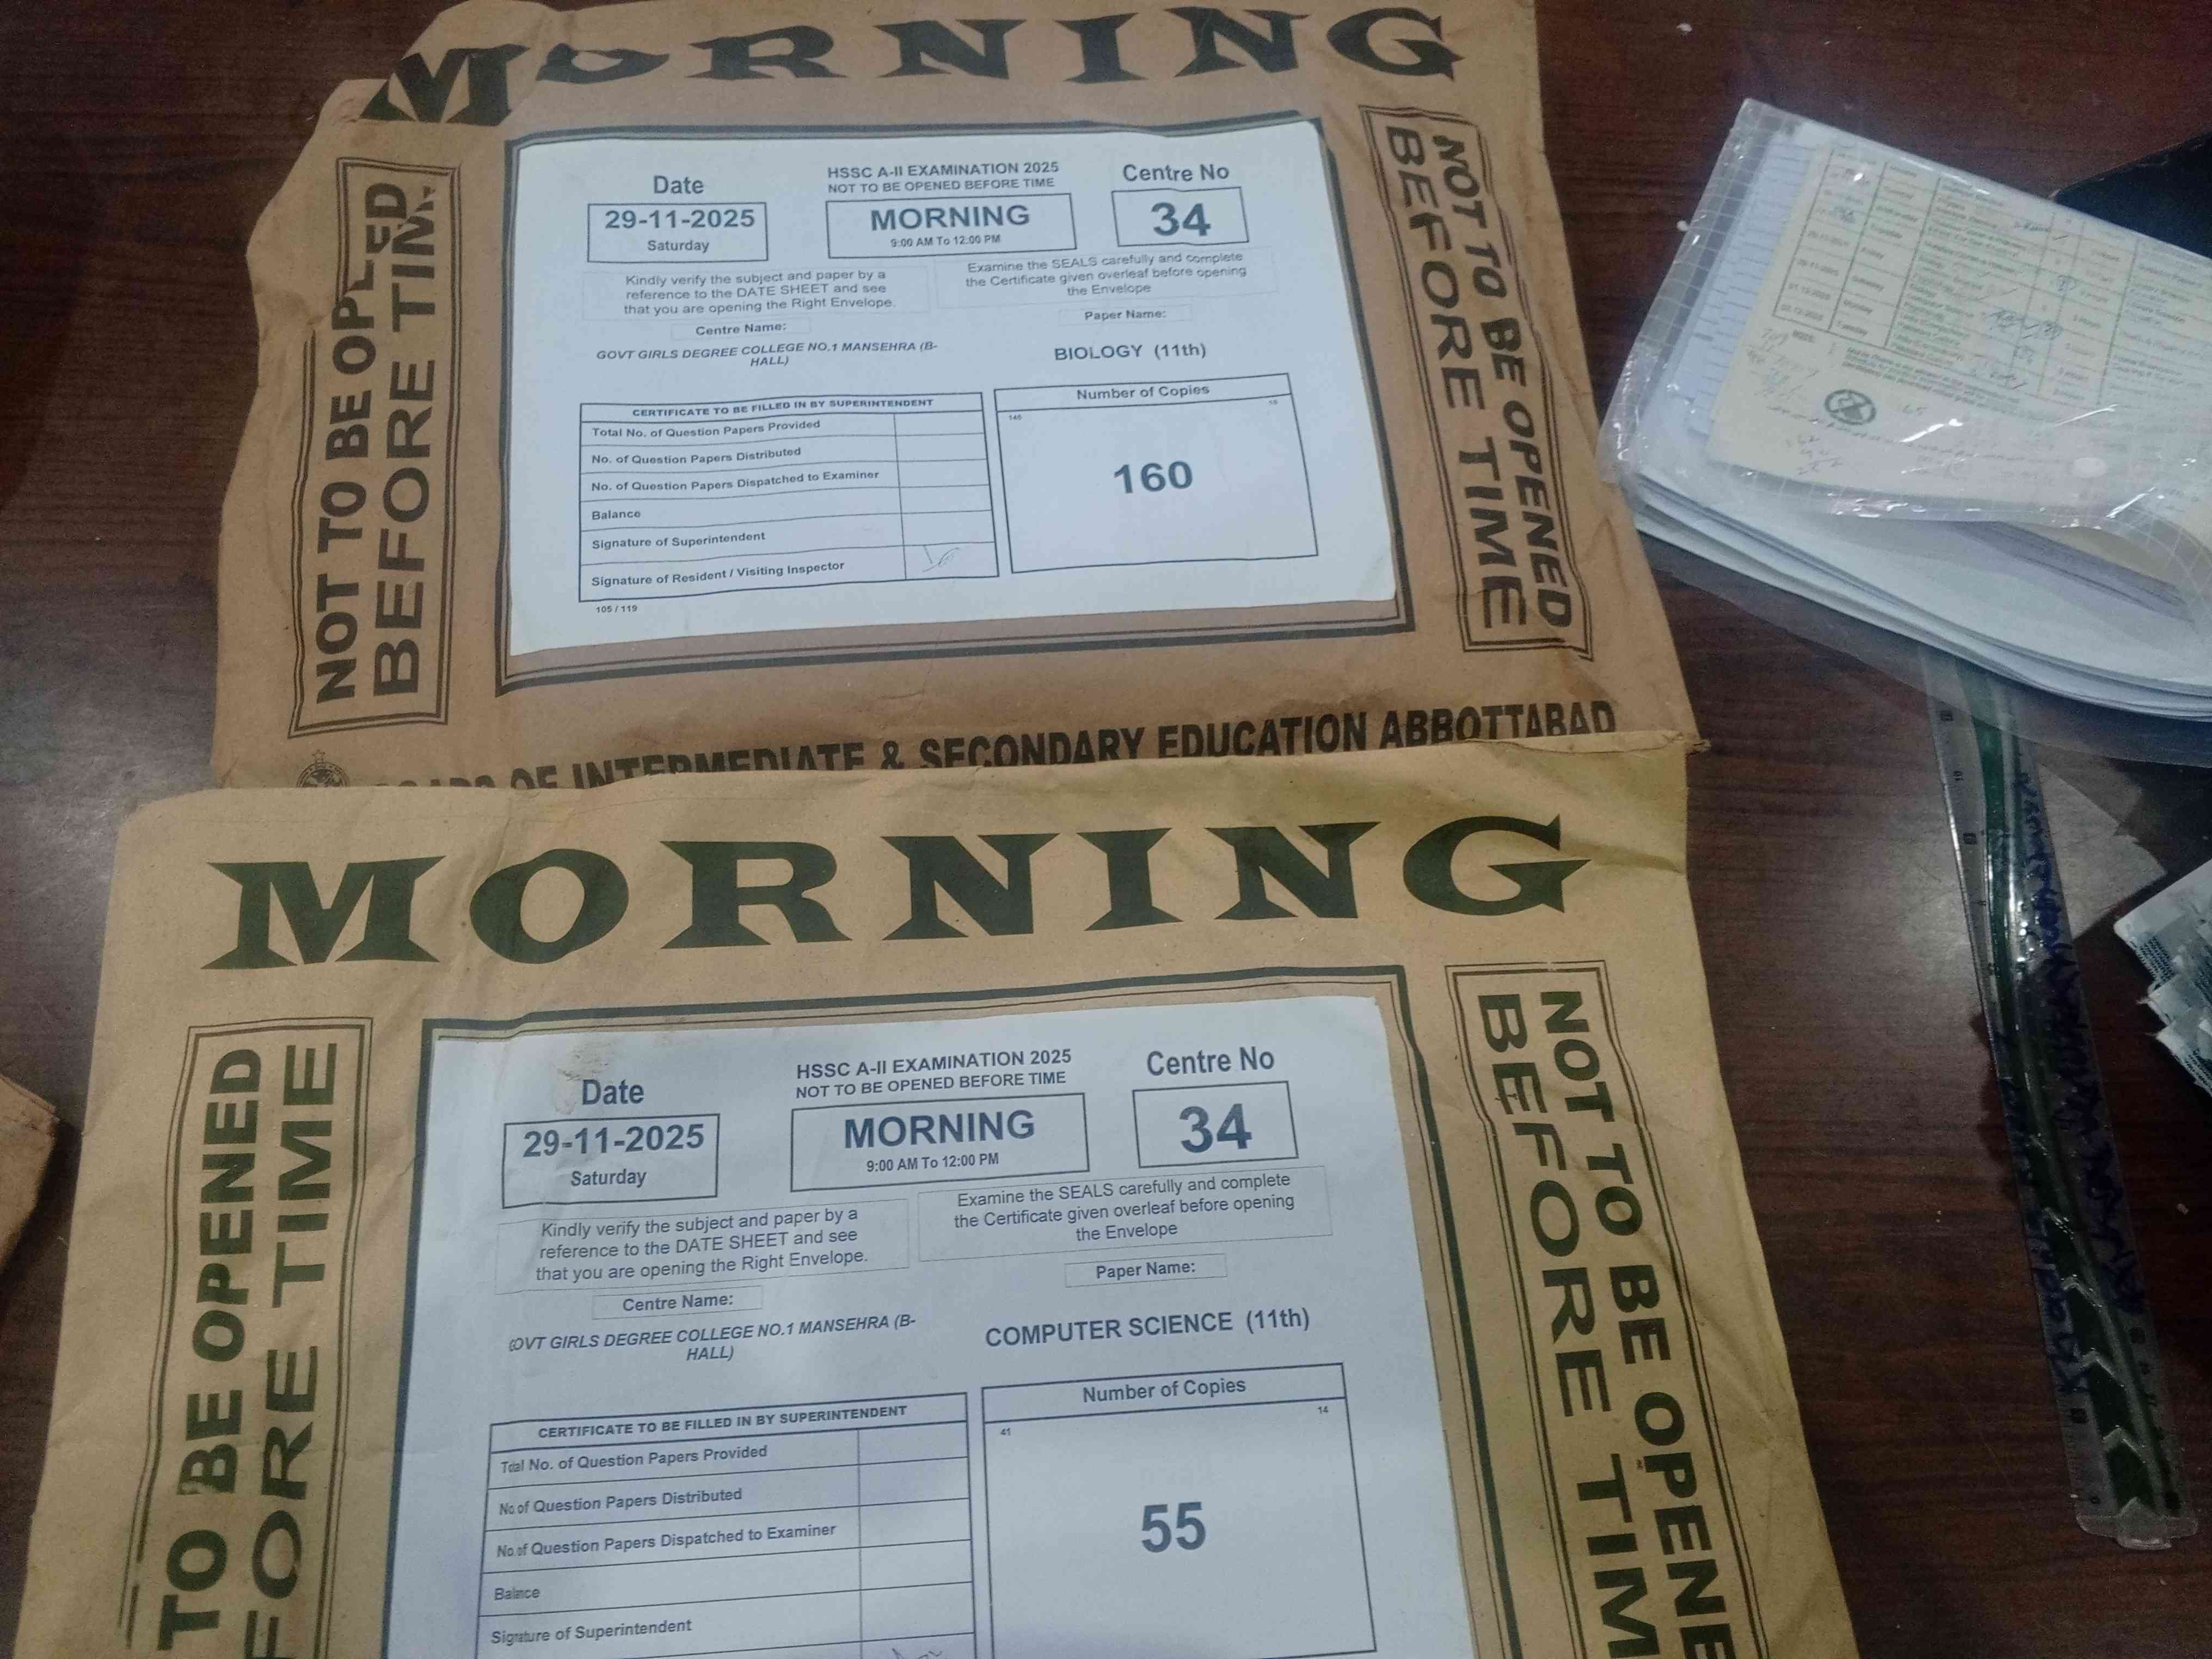 MORNING
NOT TO BE OPENED
BEFORE TIME
NOT TO BE OPENED
BEFORE TIME
Date
29-11-2025
Saturday
HSSC A-II EXAMINATION 2025
NOT TO BE OPENED BEFORE TIME
MORNING
9:00 AM To 12:00 PM
Centre No
34
Kindly verify the subject and paper by a
reference to the DATE SHEET and see
that you are opening the Right Envelope.
Examine the SEALS carefully and complete
the Certificate given overleaf before opening
the Envelope
Centre Name:
GOVT GIRLS DEGREE COLLEGE NO.1 MANSEHRA (B-
HALL)
Paper Name:
BIOLOGY (11th)
CERTIFICATE TO BE FILLED IN BY SUPERINTENDENT
Total No. of Question Papers Provided
No. of Question Papers Distributed
No. of Question Papers Dispatched to Examiner
Balance
Signature of Superintendent
Signature of Resident / Visiting Inspector
105 / 119
Number of Copies
145
160
BOARD OF INTERMEDIATE & SECONDARY EDUCATION ABBOTTABAD
MORNING
TO BE OPENED
FORE TIME
NOT TO BE OPENE
BEFORE TIM
Date
29-11-2025
Saturday
HSSC A-II EXAMINATION 2025
NOT TO BE OPENED BEFORE TIME
MORNING
9:00 AM To 12:00 PM
Centre No
34
Kindly verify the subject and paper by a
reference to the DATE SHEET and see
that you are opening the Right Envelope.
Examine the SEALS carefully and complete
the Certificate given overleaf before opening
the Envelope
Centre Name:
GOVT GIRLS DEGREE COLLEGE NO.1 MANSEHRA (B-
HALL)
Paper Name:
COMPUTER SCIENCE (11th)
CERTIFICATE TO BE FILLED IN BY SUPERINTENDENT
Total No. of Question Papers Provided
No. of Question Papers Distributed
No. of Question Papers Dispatched to Examiner
Balance
Signature of Superintendent
Number of Copies
41 14
55